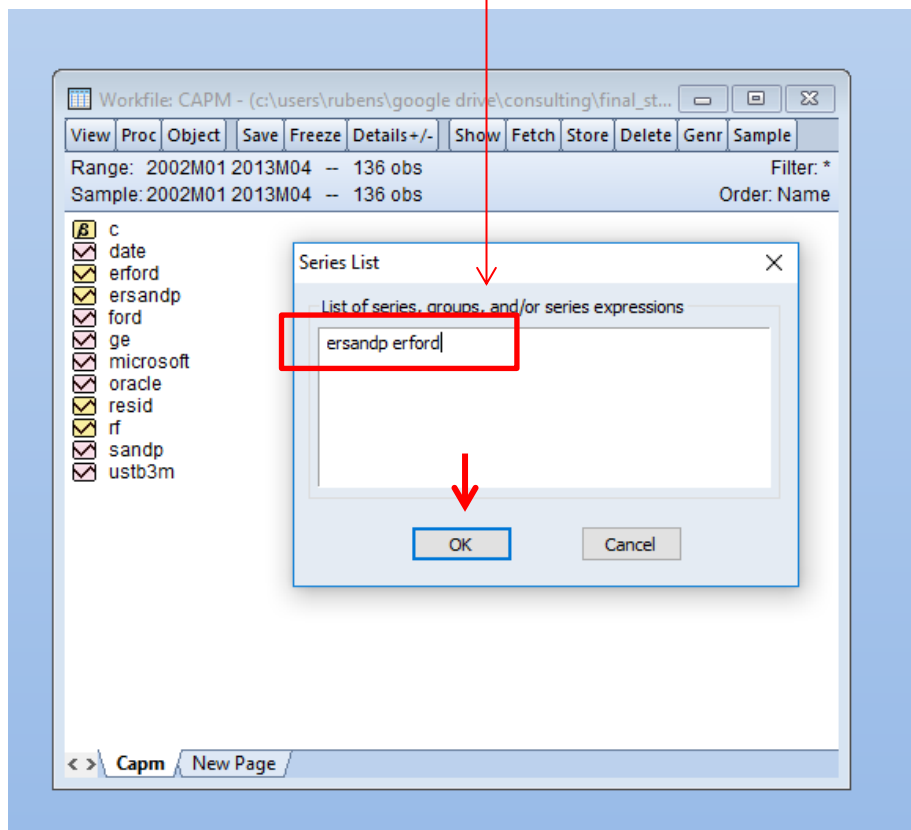 Workfile: CAPM - (c:\users\rubens\google drive\consulting\final_st...
View Proc Object Save Freeze Details+/- Show Fetch Store Delete Genr Sample
Range: 2002M01 2013M04 -- 136 obs Filter: *
Sample: 2002M01 2013M04 -- 136 obs Order: Name
c
date
erford
ersandp
ford
ge
microsoft
oracle
resid
rf
sandp
ustb3m
Series List
List of series, groups, and/or series expressions
ersandp erford
OK Cancel
Capm New Page